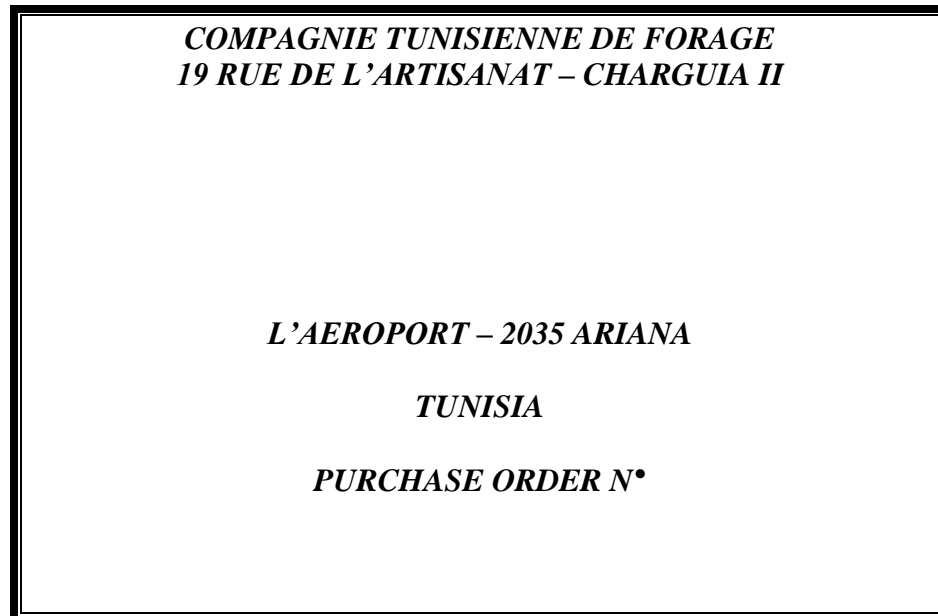 COMPAGNIE TUNISIENNE DE FORAGE
19 RUE DE L’ARTISANAT – CHARGUIA II
L’AEROPORT – 2035 ARIANA
TUNISIA
PURCHASE ORDER N•